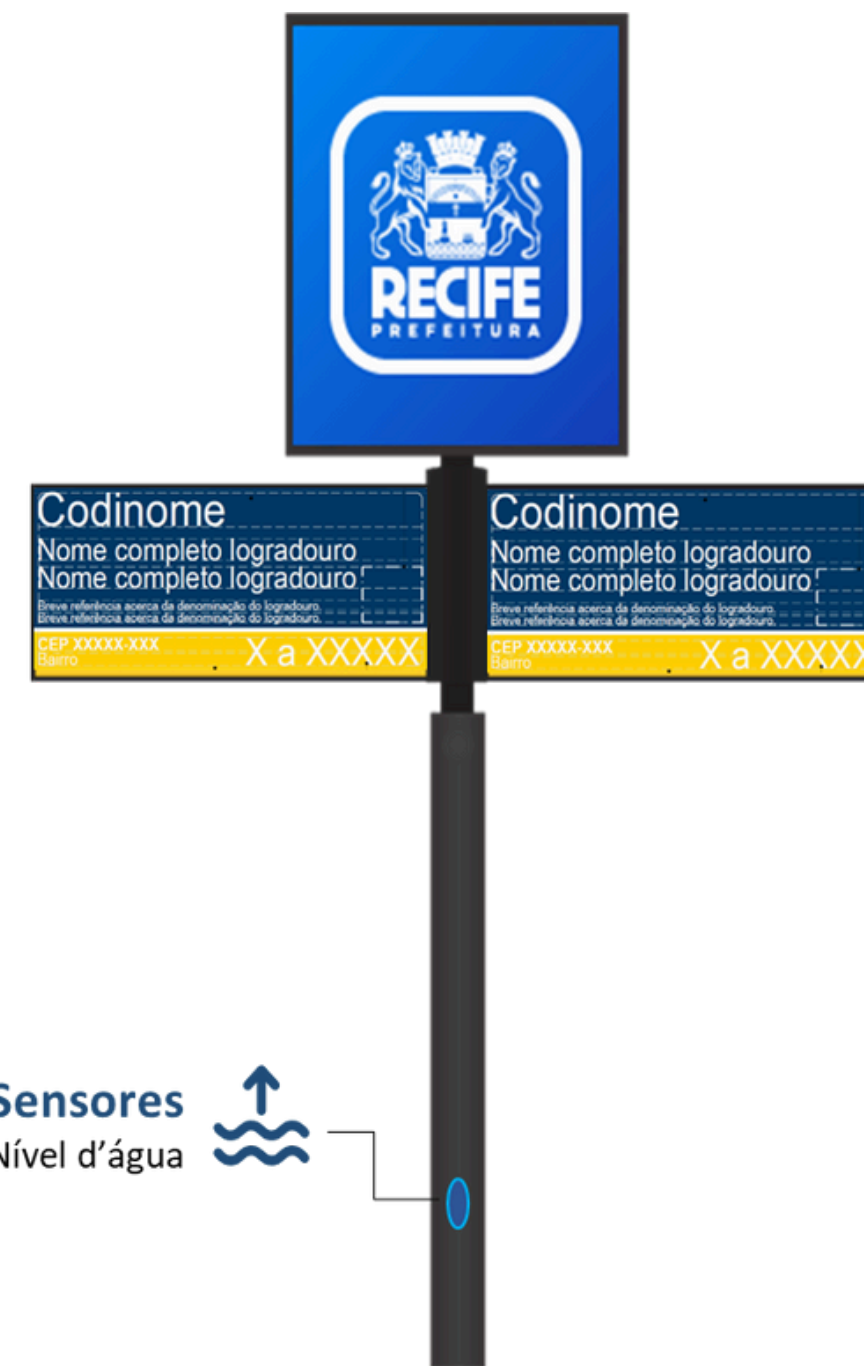 RECIFE
PREFEITURA
Codinome
Nome completo logradouro
Nome completo logradouro
Breve referência acerca da denominação do logradouro.
Breve referência acerca da denominação do logradouro.
CEP XXXXX-XXX
Bairro
X a XXXXX
Codinome
Nome completo logradouro
Nome completo logradouro
Breve referência acerca da denominação do logradouro.
Breve referência acerca da denominação do logradouro.
CEP XXXXX-XXX
Bairro
X a XXXXX
Sensores
Nível d’água